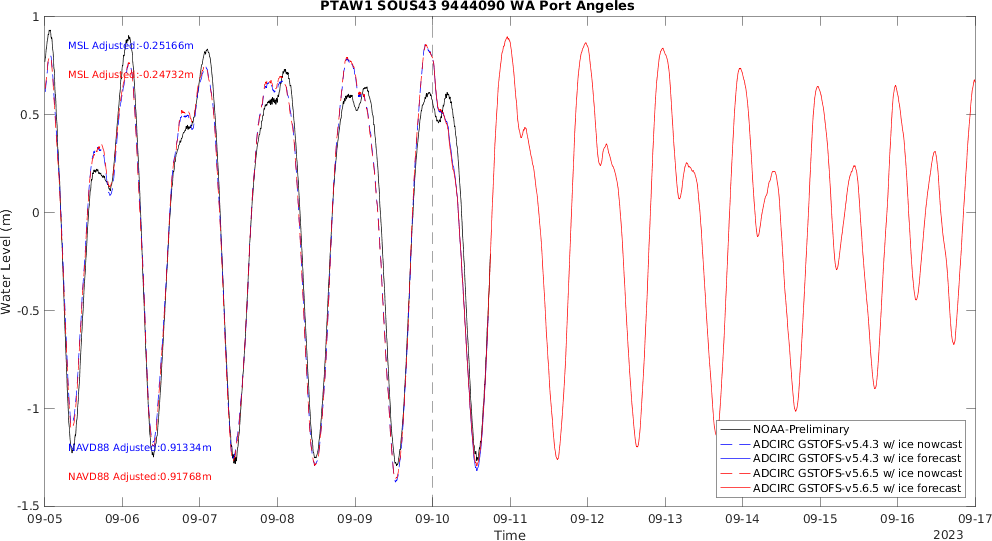 PTAW1 SOUS43 9444090 WA Port Angeles
1
0.5
0
-0.5
-1
-1.5
Water Level (m)
MSL Adjusted:-0.25166m
MSL Adjusted:-0.24732m
NAVD88 Adjusted:0.91334m
NAVD88 Adjusted:0.91768m
NOAA-Preliminary
ADCIRC GSTOFS-v5.4.3 w/ ice nowcast
ADCIRC GSTOFS-v5.4.3 w/ ice forecast
ADCIRC GSTOFS-v5.6.5 w/ ice nowcast
ADCIRC GSTOFS-v5.6.5 w/ ice forecast
09-05 09-06 09-07 09-08 09-09 09-10 09-11 09-12 09-13 09-14 09-15 09-16 09-17
Time
2023